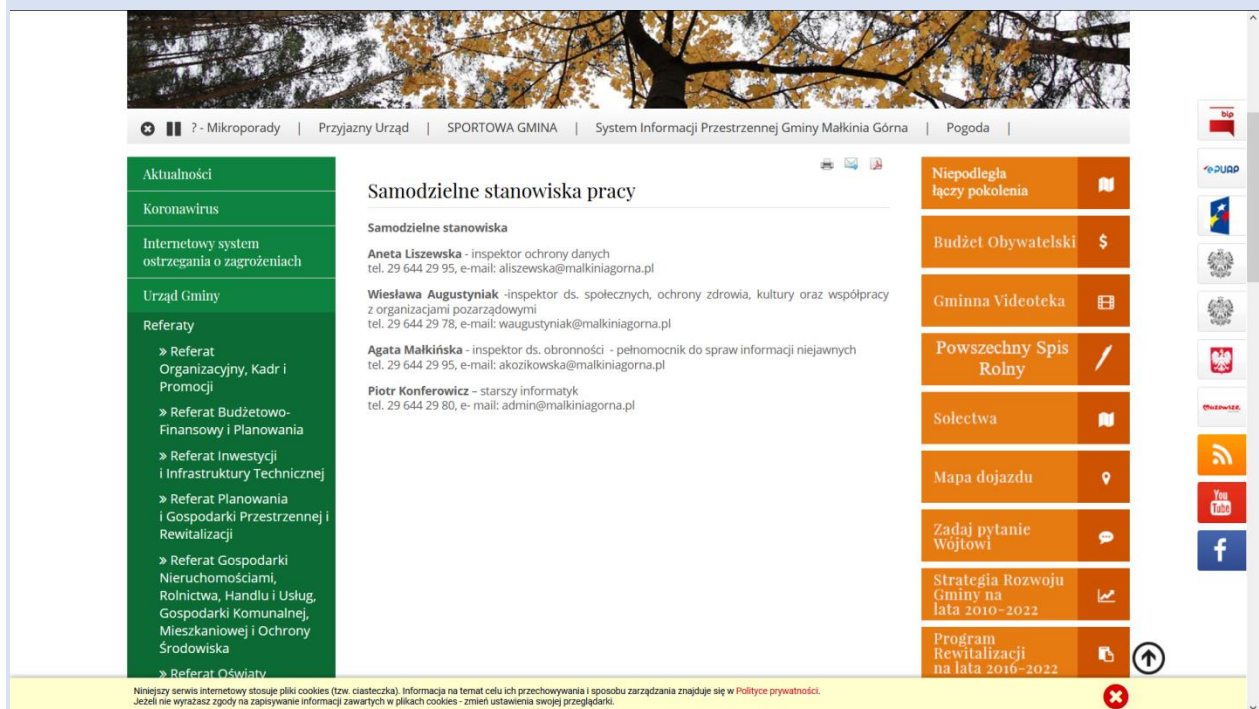 ? - Mikroporady | Przyjazny Urząd | SPORTOWA GMINA | System Informacji Przestrzennej Gminy Małkinia Górna | Pogoda |
Aktualności
Koronawirus
Internetowy system
ostrzegania o zagrożeniach
Urząd Gminy
Referaty
» Referat
Organizacyjny, Kadr i
Promocji
» Referat Budżetowo-
Finansowy i Planowania
» Referat Inwestycji
i Infrastruktury Technicznej
» Referat Planowania
i Gospodarki Przestrzennej i
Rewitalizacji
» Referat Gospodarki
Nieruchomościami,
Rolnictwa, Handlu i Usług,
Gospodarki Komunalnej,
Mieszkaniowej i Ochrony
Środowiska
» Referat Oświaty
Samodzielne stanowiska pracy
Samodzielne stanowiska
Aneta Liszewska - inspektor ochrony danych
tel. 29 644 29 95, e-mail: aliszewska@malkiniagorna.pl
Wiesława Augustyniak -inspektor ds. społecznych, ochrony zdrowia, kultury oraz współpracy
z organizacjami pozarządowymi
tel. 29 644 29 78, e-mail: waugustyniak@malkiniagorna.pl
Agata Małkińska - inspektor ds. obronności - pełnomocnik do spraw informacji niejawnych
tel. 29 644 29 95, e-mail: akozikowska@malkiniagorna.pl
Piotr Konferowicz – starszy informatyk
tel. 29 644 29 80, e- mail: admin@malkiniagorna.pl
Niepodległa
łączy pokolenia
Budżet Obywatelski
$
Gminna Videoteka
Powszechny Spis
Rolny
Sołectwa
Mapa dojazdu
Zadaj pytanie
Wójtowi
Strategia Rozwoju
Gminy na
lata 2010-2022
Program
Rewitalizacji
na lata 2016-2022
bip
ePUAP
Mazowsze.
You
Tube
f
Niniejszy serwis internetowy stosuje pliki cookies (tzw. ciasteczka). Informacja na temat celu ich przechowywania i sposobu zarządzania znajduje się w Polityce prywatności.
Jeżeli nie wyrażasz zgody na zapisywanie informacji zawartych w plikach cookies - zmień ustawienia swojej przeglądarki.